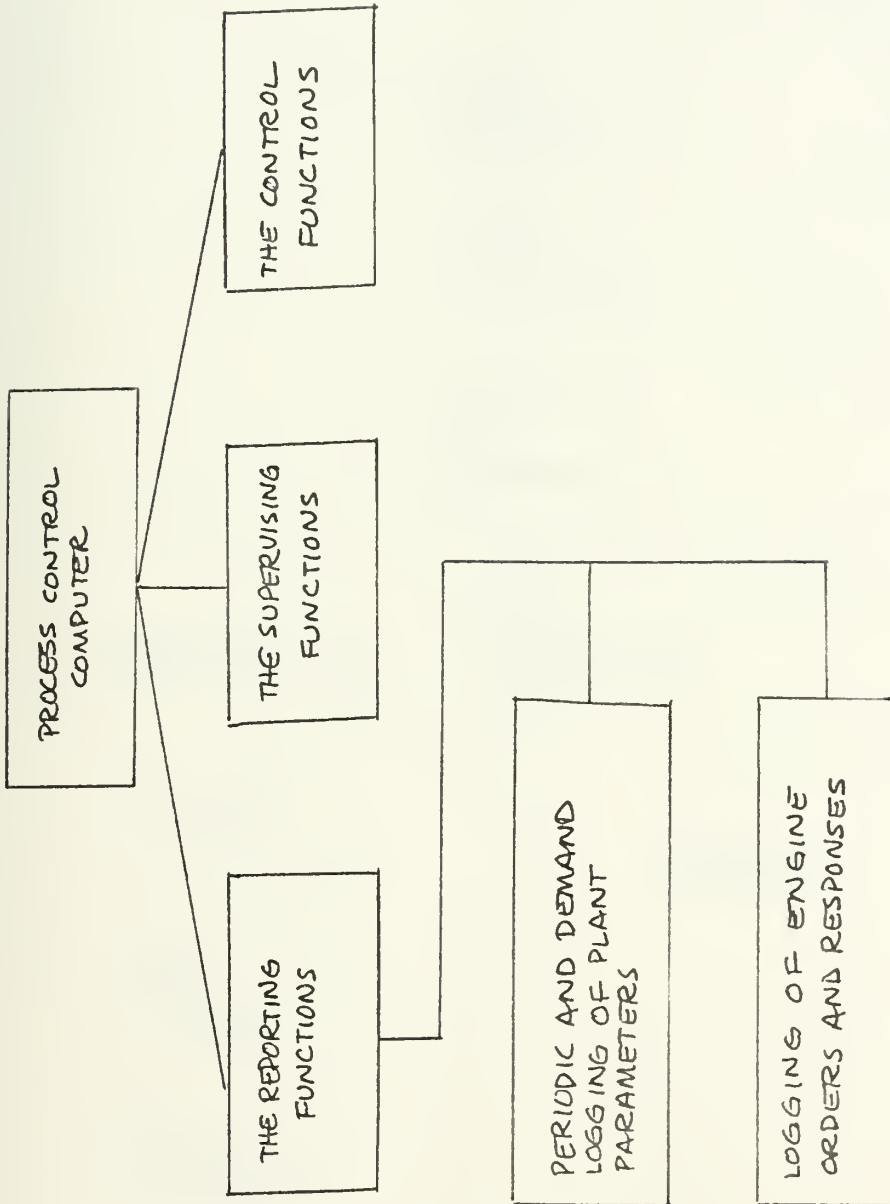 PROCESS CONTROL
COMPUTER
THE REPORTING
FUNCTIONS
THE SUPERVISING
FUNCTIONS
THE CONTROL
FUNCTIONS
PERIODIC AND DEMAND
LOGGING OF PLANT
PARAMETERS
LOGGING OF ENGINE
ORDERS AND RESPONSES